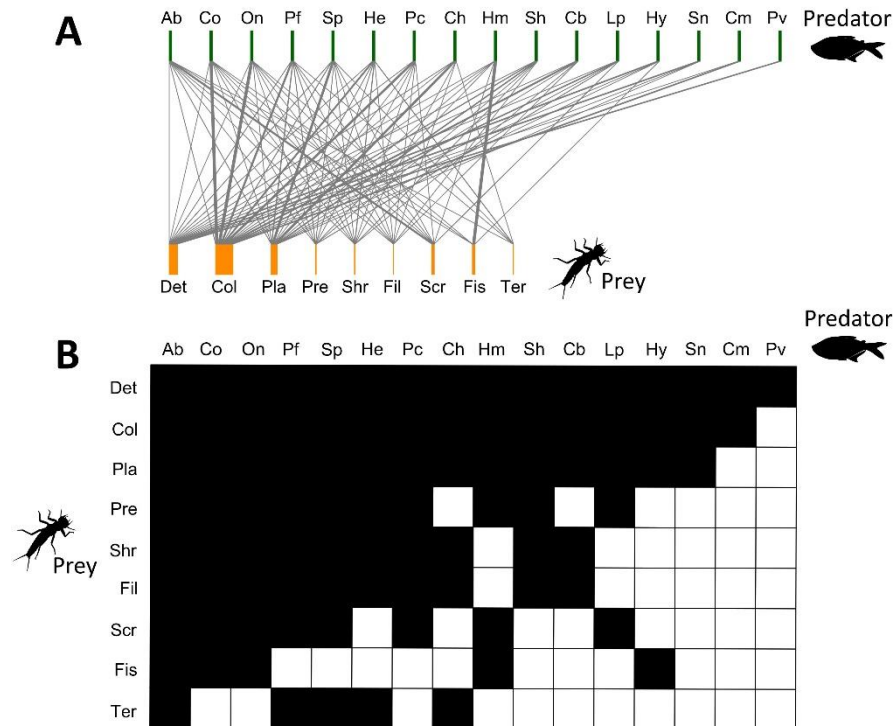 A
Ab Co On Pf Sp He Pc Ch Hm Sh Cb Lp Hy Sn Cm Pv
Predator
Det Col Pla Pre Shr Fil Scr Fis Ter
Prey
Predator
B
Ab Co On Pf Sp He Pc Ch Hm Sh Cb Lp Hy Sn Cm Pv
Det
Col
Pla
Pre
Shr
Prey
Fil
Scr
Fis
Ter